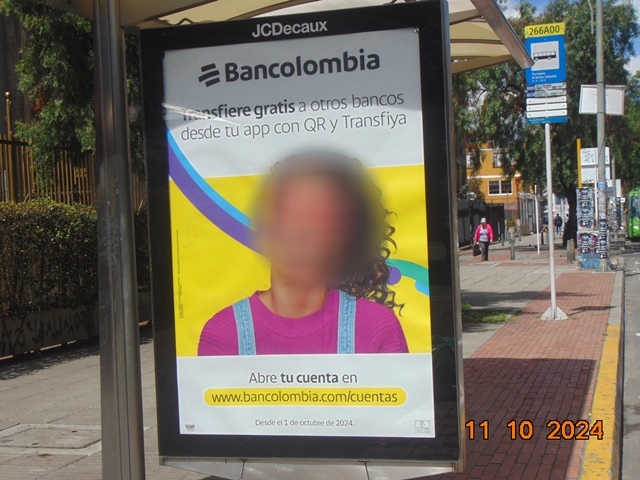 JCDecaux
Bancolombia
Transfiere gratis a otros bancos
desde tu app con QR y Transfiya
Abre tu cuenta en
www.bancolombia.com/cuentas
Desde el 1 de octubre de 2024.
266A00
11 10 2024